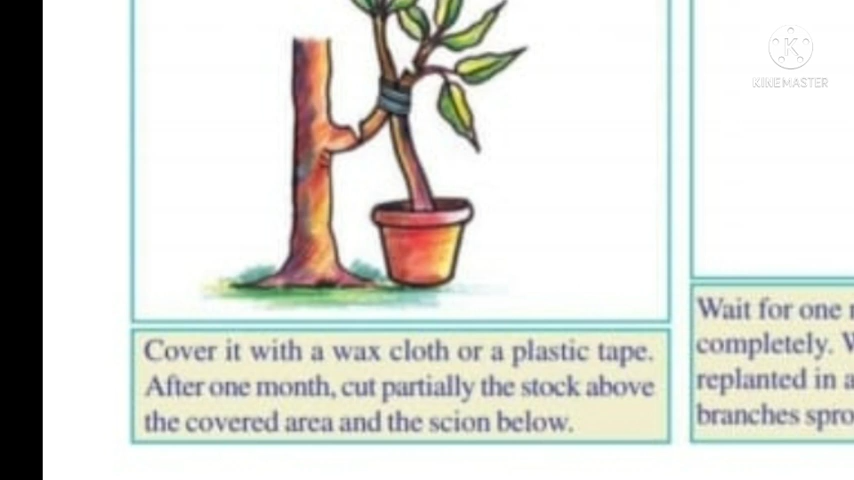 KINEMASTER
Cover it with a wax cloth or a plastic tape.
After one month, cut partially the stock above
the covered area and the scion below.
Wait for one
completely.
replanted in a
branches